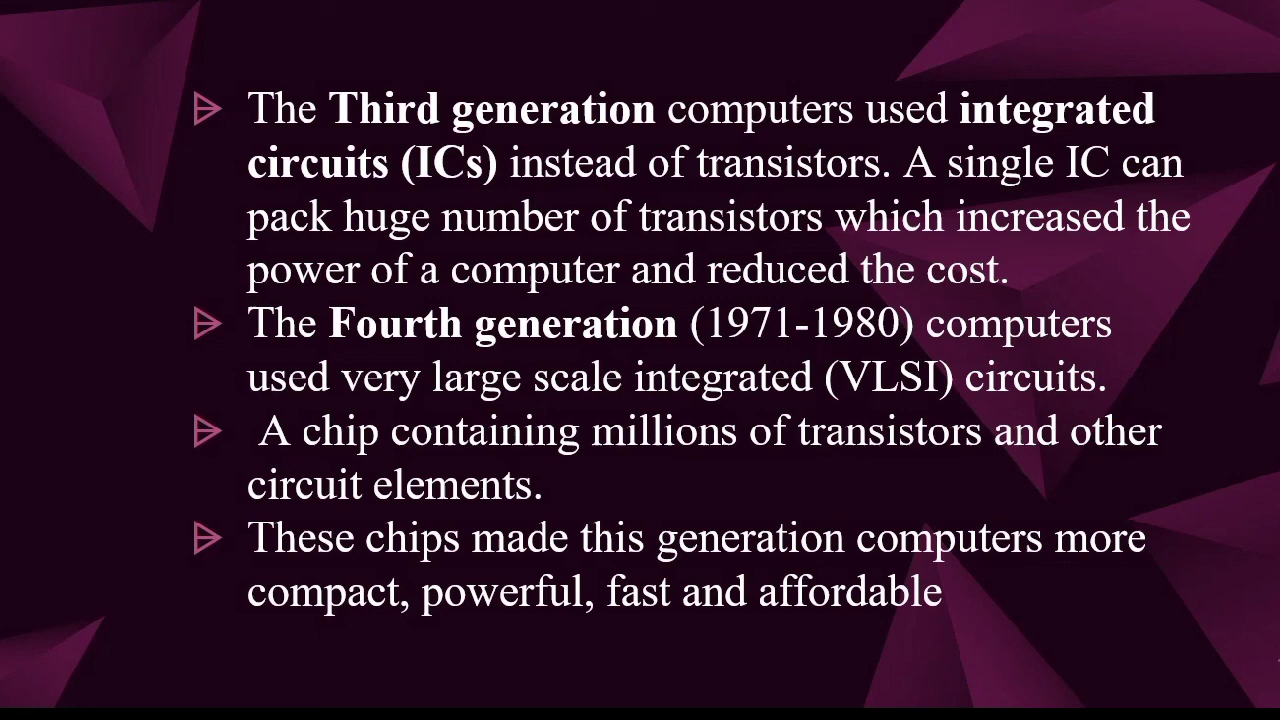 The Third generation computers used integrated
circuits (ICs) instead of transistors. A single IC can
pack huge number of transistors which increased the
power of a computer and reduced the cost.
The Fourth generation (1971-1980) computers
used very large scale integrated (VLSI) circuits.
A chip containing millions of transistors and other
circuit elements.
These chips made this generation computers more
compact, powerful, fast and affordable